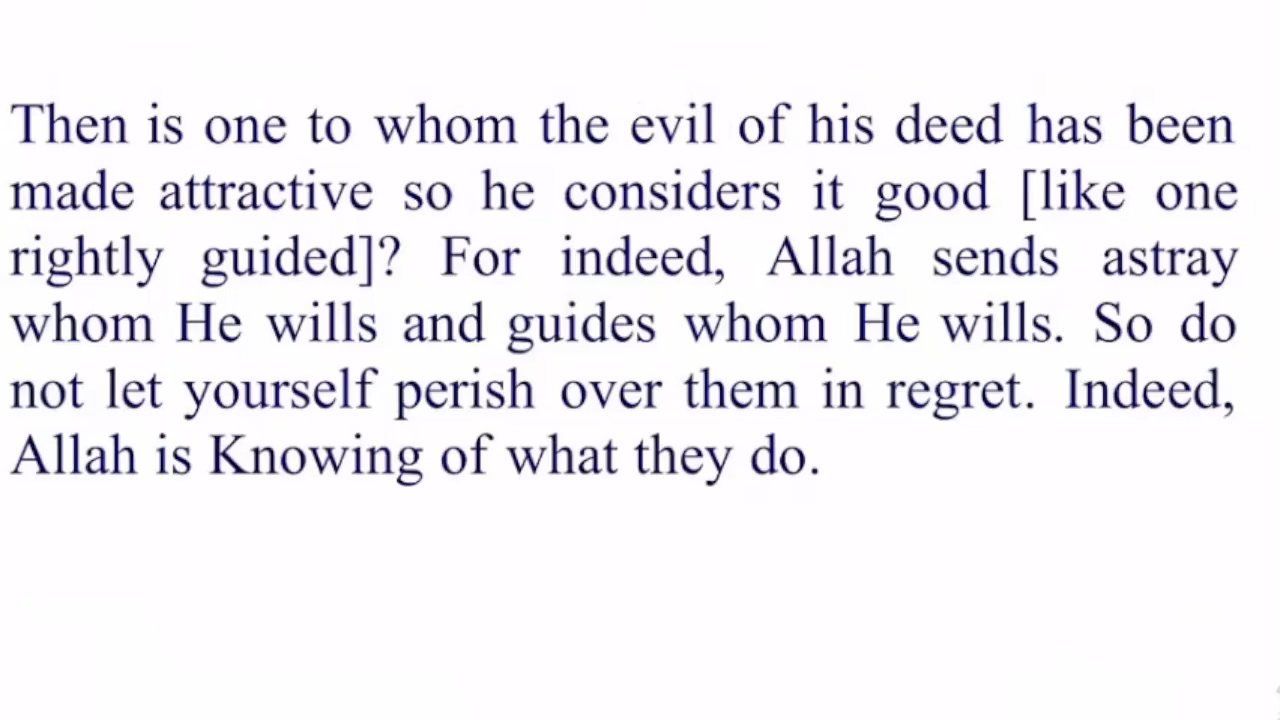 Then is one to whom the evil of his deed has been
made attractive so he considers it good [like one
rightly guided]? For indeed, Allah sends astray
whom He wills and guides whom He wills. So do
not let yourself perish over them in regret. Indeed,
Allah is Knowing of what they do.